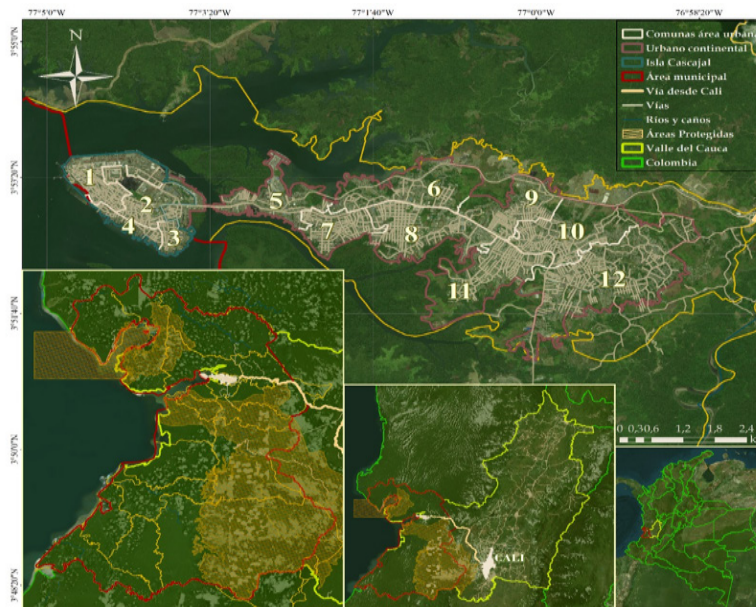 77°5'0"W 77°3'20"W 77°1'40"W 77°0'0"W 76°58'20"W
3°55'0"N
3°53'20"N
3°51'40"N
3°50'0"N
3°48'20"N
N
Comunas área urbana
Urbano continental
Isla Cascajal
Área municipal
Vía desde Cali
Vías
Ríos y caños
Áreas Protegidas
Valle del Cauca
Colombia
1
2
3
4
5
6
7
8
9
10
11
12
0 0,3 0,6 1,2 1,8 2,4
CALI